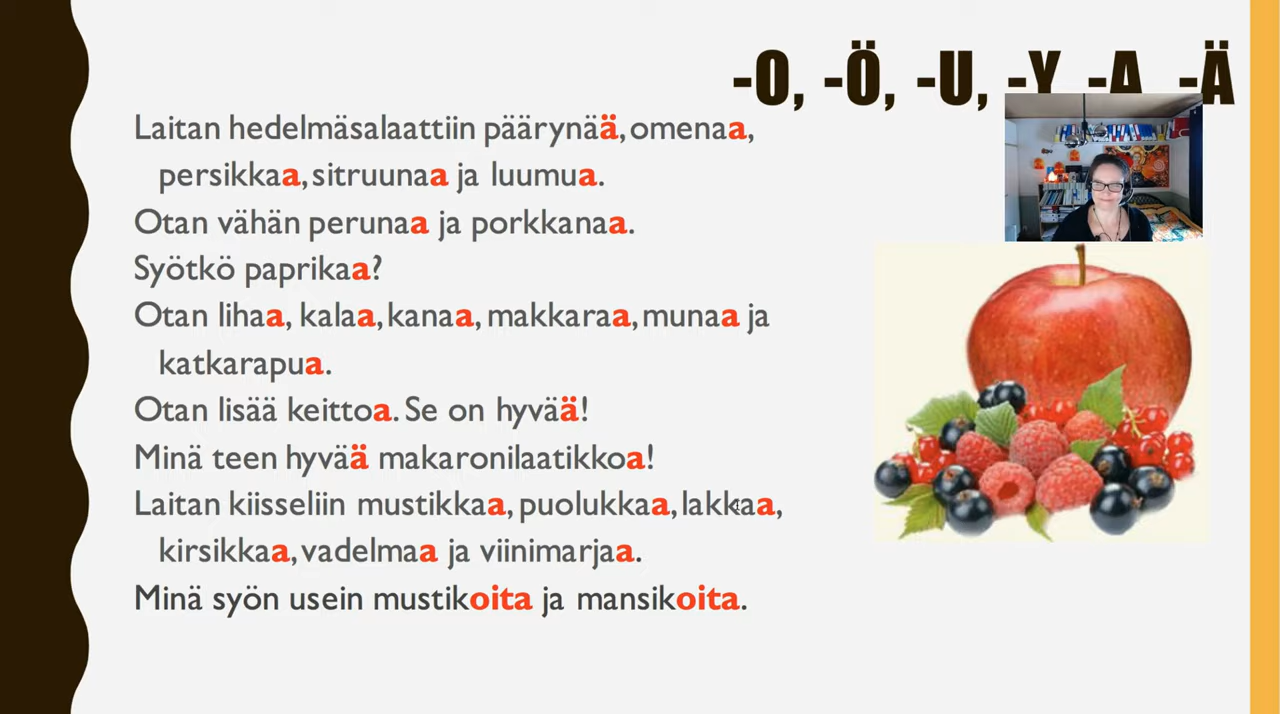 -O, -Ö, -U, -Y, -A, -Ä
Laitan hedelmäsalaattiin päärynää, omenaa,
persikkaa, sitruunaa ja luumua.
Otan vähän perunaa ja porkkanaa.
Syötkö paprikaa?
Otan lihaa, kalaa, kanaa, makkaraa, munaa ja
katkarapua.
Otan lisää keittoa. Se on hyvää!
Minä teen hyvää makaronilaatikkoa!
Laitan kiisseliin mustikkaa, puolukkaa, lakkaa,
kirsikkaa, vadelmaa ja viinimarjaa.
Minä syön usein mustikoita ja mansikoita.